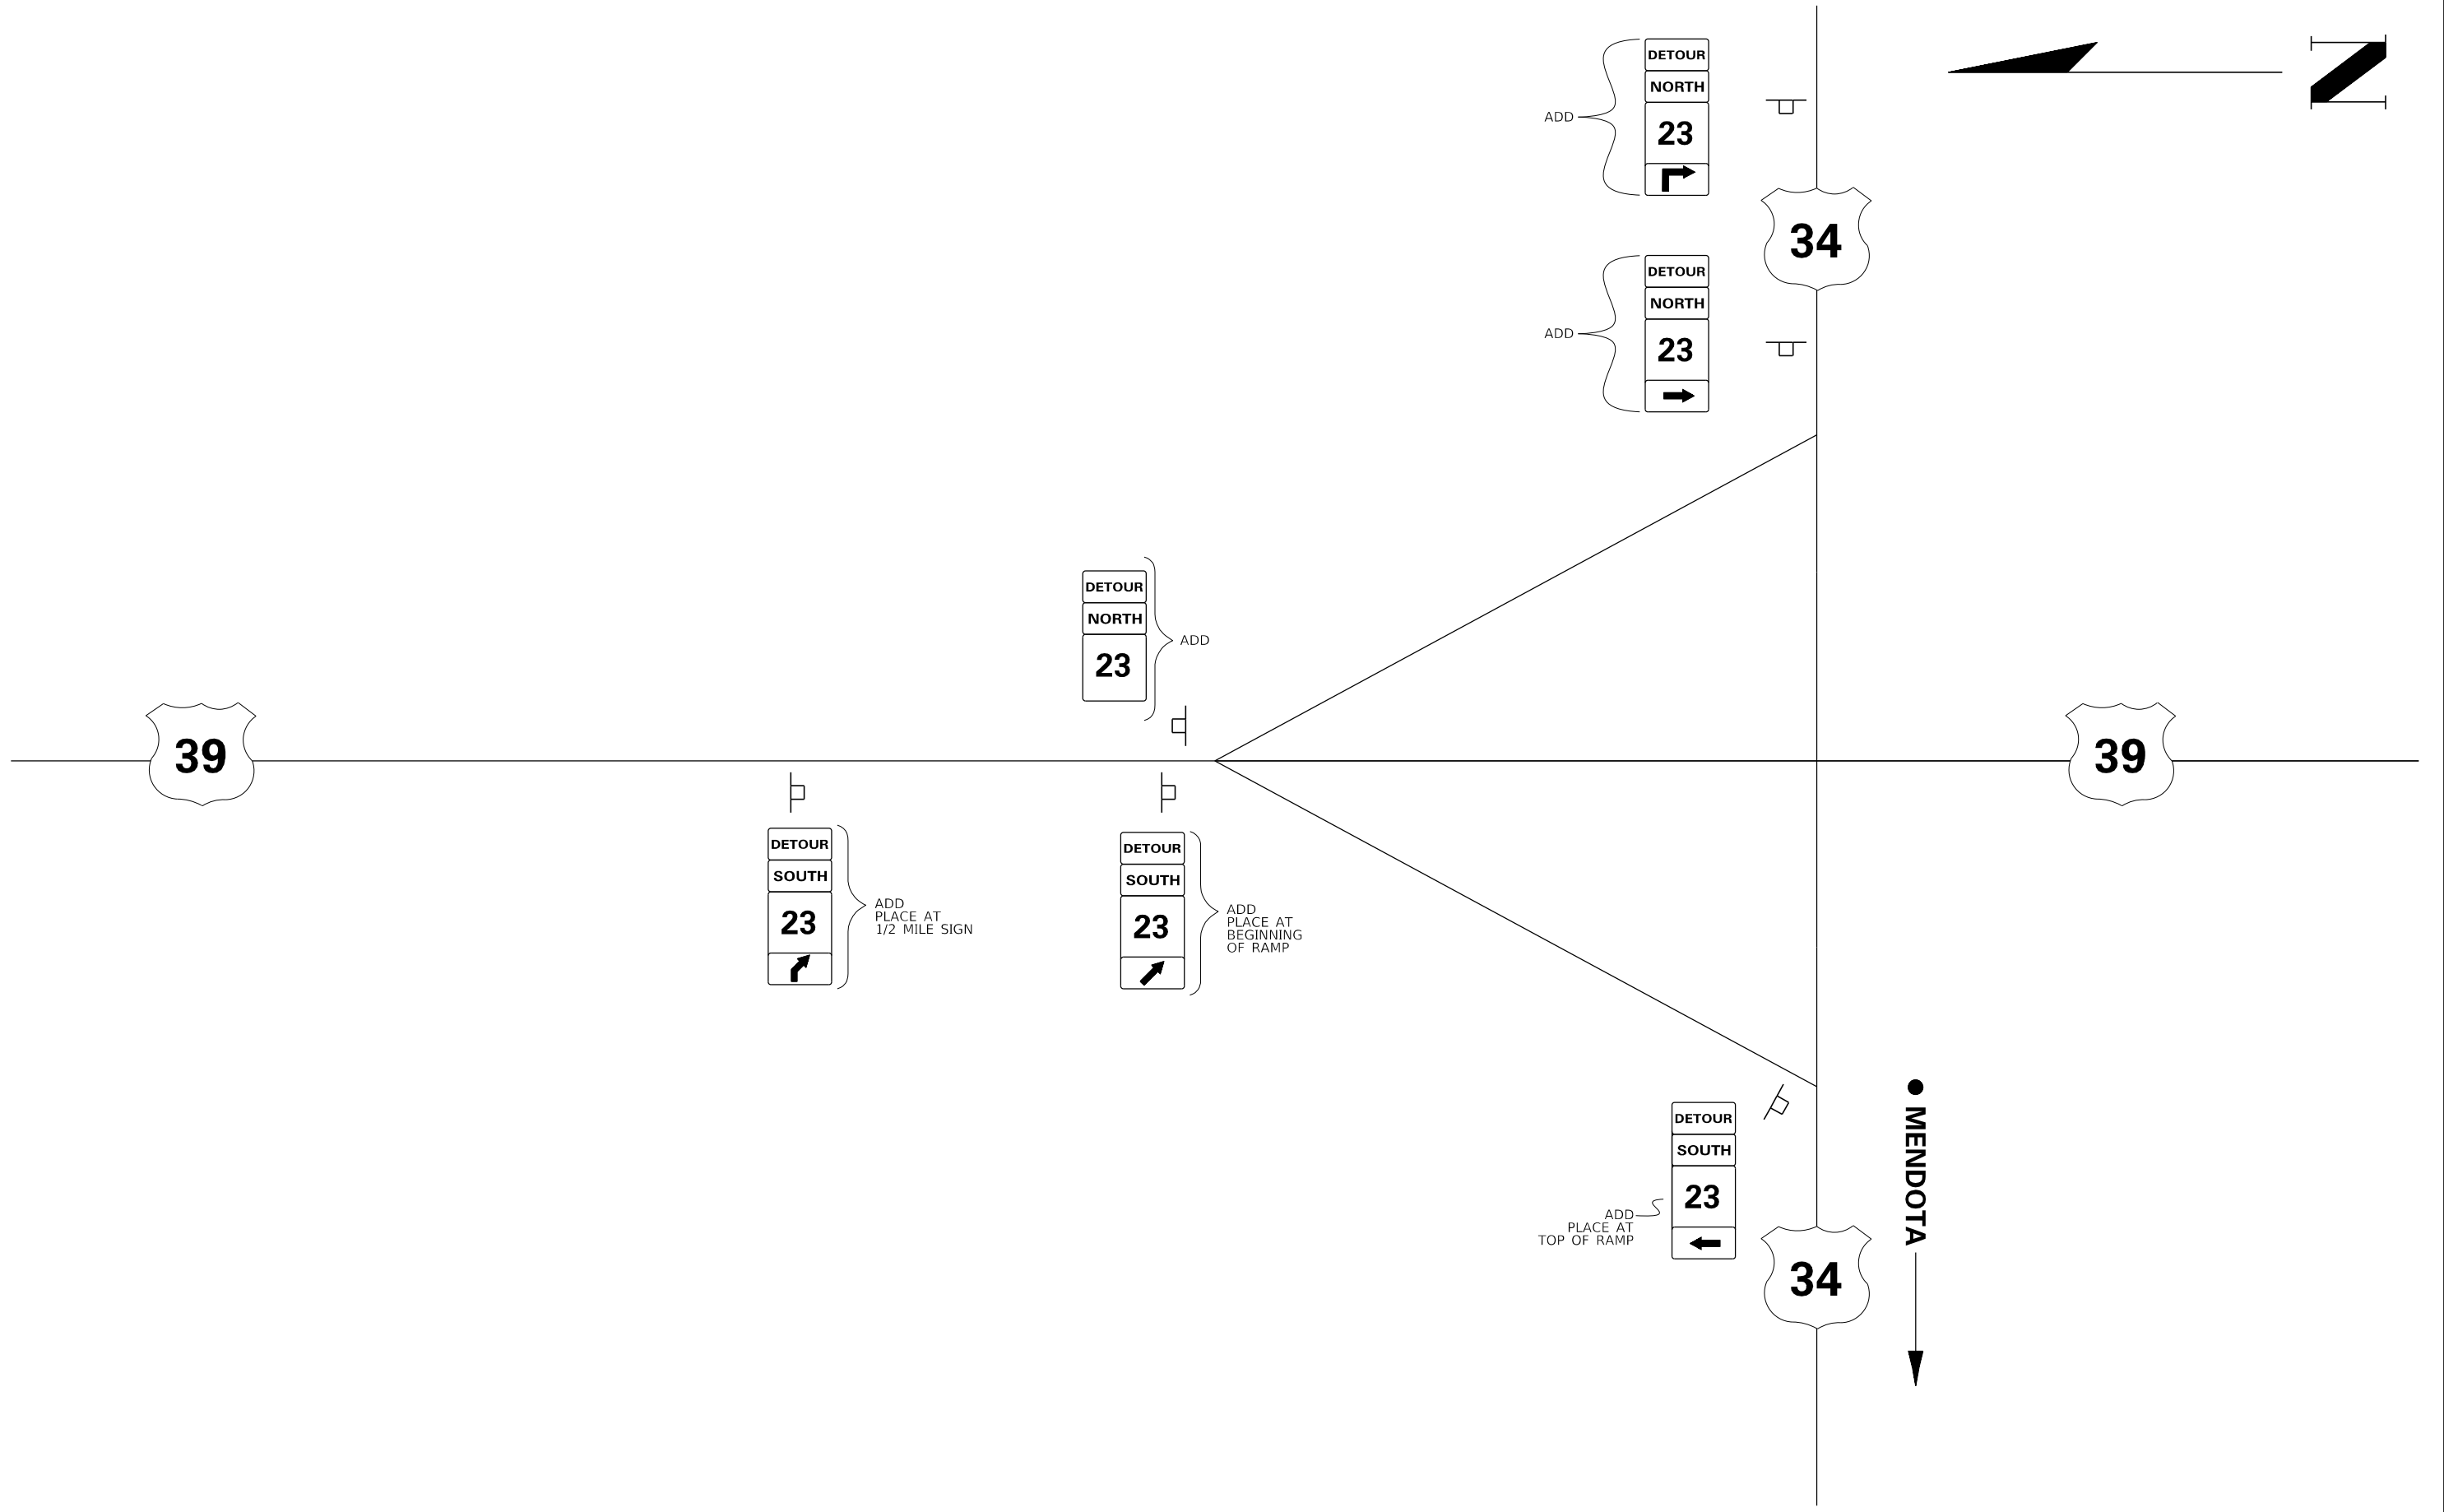 DETOUR
NORTH
23
ADD
N
34
DETOUR
NORTH
23
ADD
DETOUR
NORTH
23
ADD
39
39
DETOUR
SOUTH
23
ADD
PLACE AT
1/2 MILE SIGN
DETOUR
SOUTH
23
ADD
PLACE AT
BEGINNING
OF RAMP
DETOUR
SOUTH
23
ADD
PLACE AT
TOP OF RAMP
MENDOTA
34